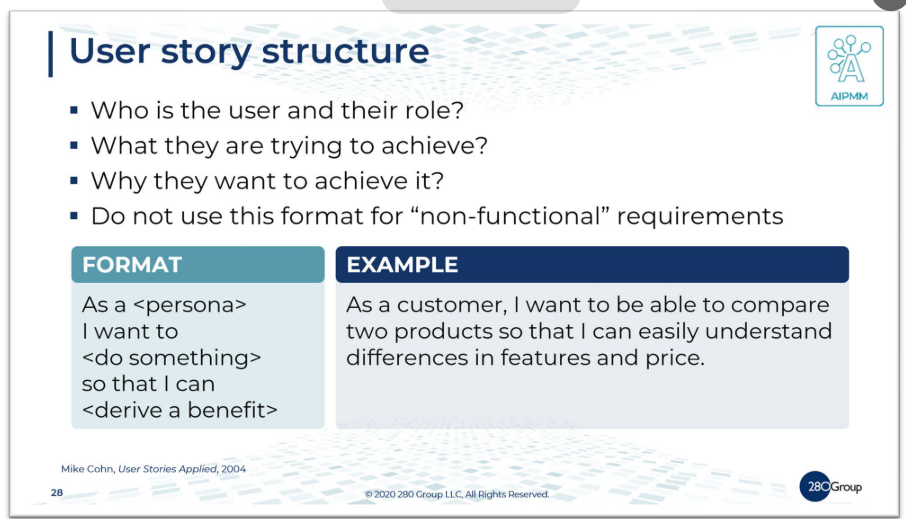 User story structure
AIPMM
▪ Who is the user and their role?
▪ What they are trying to achieve?
▪ Why they want to achieve it?
▪ Do not use this format for “non-functional” requirements
FORMAT
As a <persona>
I want to
<do something>
so that I can
<derive a benefit>
EXAMPLE
As a customer, I want to be able to compare
two products so that I can easily understand
differences in features and price.
Mike Cohn, User Stories Applied, 2004
28
© 2020 280 Group LLC, All Rights Reserved.
280Group